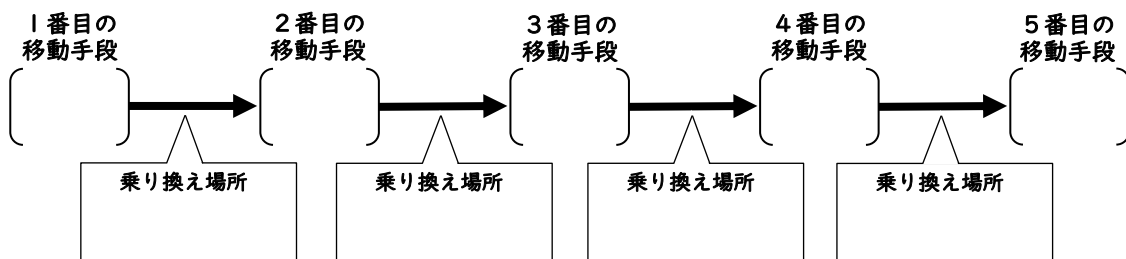 1番目の
移動手段
2番目の
移動手段
3番目の
移動手段
4番目の
移動手段
5番目の
移動手段
乗り換え場所
乗り換え場所
乗り換え場所
乗り換え場所